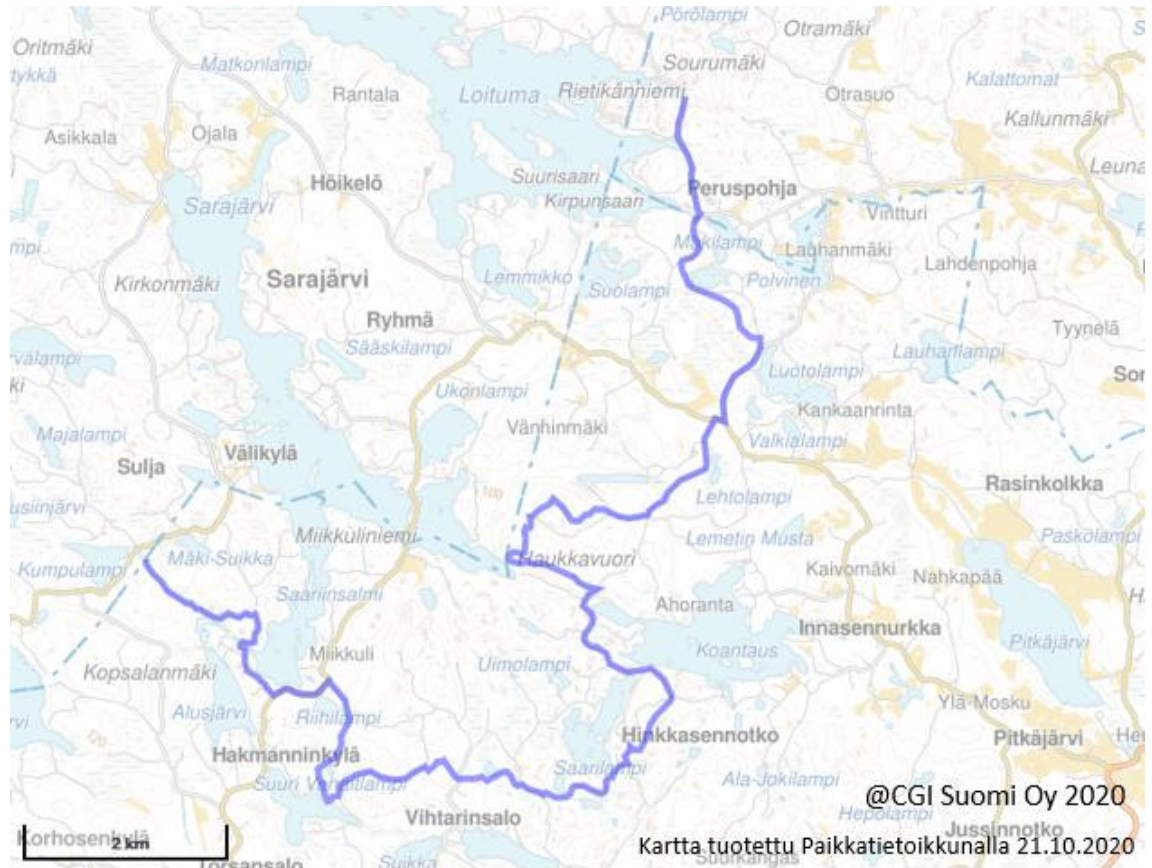 Pörölampi
Otramäki
Oritmäki
Sourumäki
Matkonlampi
Rantala
Loituma
Rietikänniemi
Otrasuo
Kalattomat
Kallunmäki
Asikkala
Ojala
Höikelö
Suurisaari
Kirpunsaari
Peruspohja
Sarajärvi
Vintturi
Mäkilampi
Lauhanmäki
Lahdenpohja
Kirkonmäki
Sarajärvi
Lemmikko
Suolampi
Polvinen
Ryhmä
Sääskilampi
Tyynelä
Luotolampi
Ukonlampi
Kankaanrinta
Majalampi
Vänhinmäki
Valkialampi
Sulja
Välikylä
Rasinkolkka
Lehtolampi
100
Miikkuliniemi
Lemetin Musta
Mäki-Suikka
Haukkavuori
Kumpulampi
Kaivomäki
Nahkapää
Saariinsalmi
Ahoranta
Innasennurkka
Koantaus
Pitkäjärvi
Miikkuli
Uimolampi
Kopsalanmäki
Alusjärvi
Riihilampi
Ylä-Mosku
Hinkkasennotko
Pitkäjärvi
Hakmanninkylä
Saarilampi
Ala-Jokilampi
@CGI Suomi Oy 2020
Vihtarinsalo
Hepolampi
Jussinnotko
Korhosenkylä
2 km
Kartta tuotettu Paikkatietoikkunalla 21.10.2020
Suikka